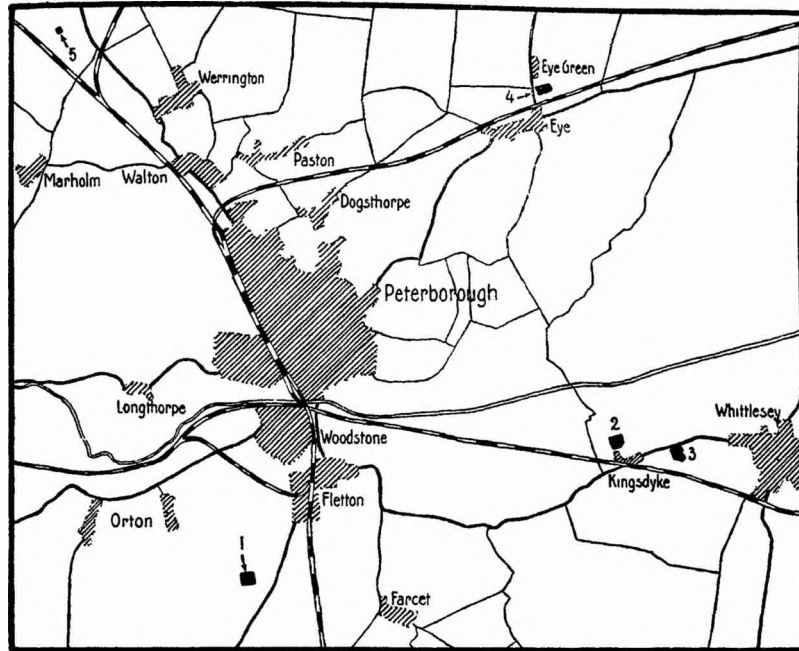 5
Werrington
Eye Green
4
Eye
Paston
Marholm
Walton
Dogsthorpe
Peterborough
Longthorpe
Woodstone
2
Whittlesey
3
Kingsdyke
Fletton
Orton
1
Farcet